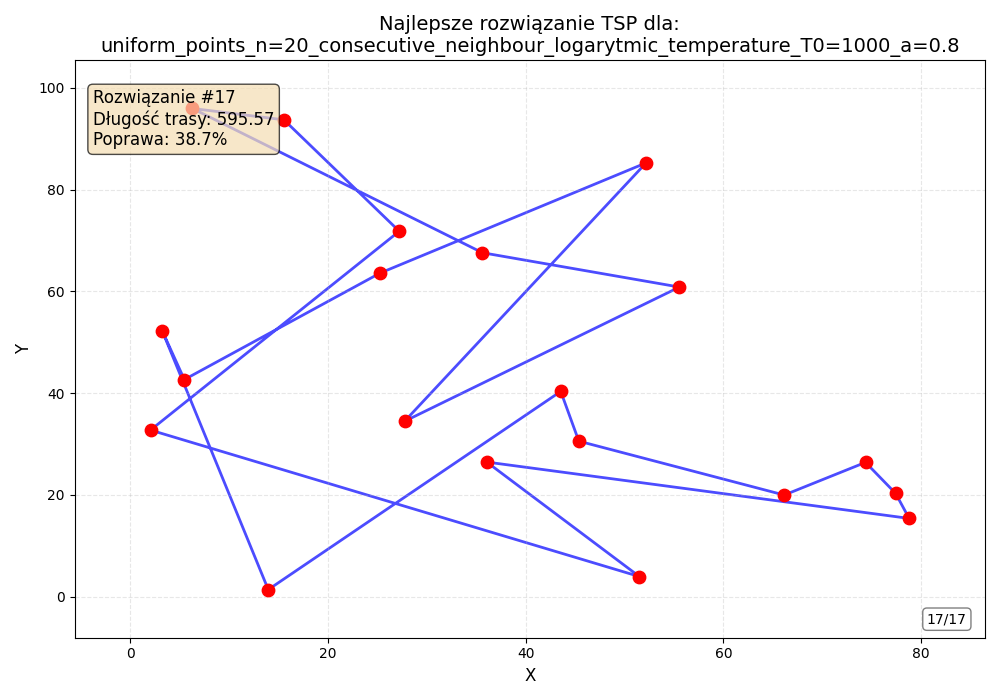 Najlepsze rozwiązanie TSP dla:
uniform_points_n=20_consecutive_neighbour_logarytmic_temperature_T0=1000_a=0.8
Rozwiązanie #17
Długość trasy: 595.57
Poprawa: 38.7%
100
80
60
40
20
0
Y
17/17
0
20
40
60
80
X